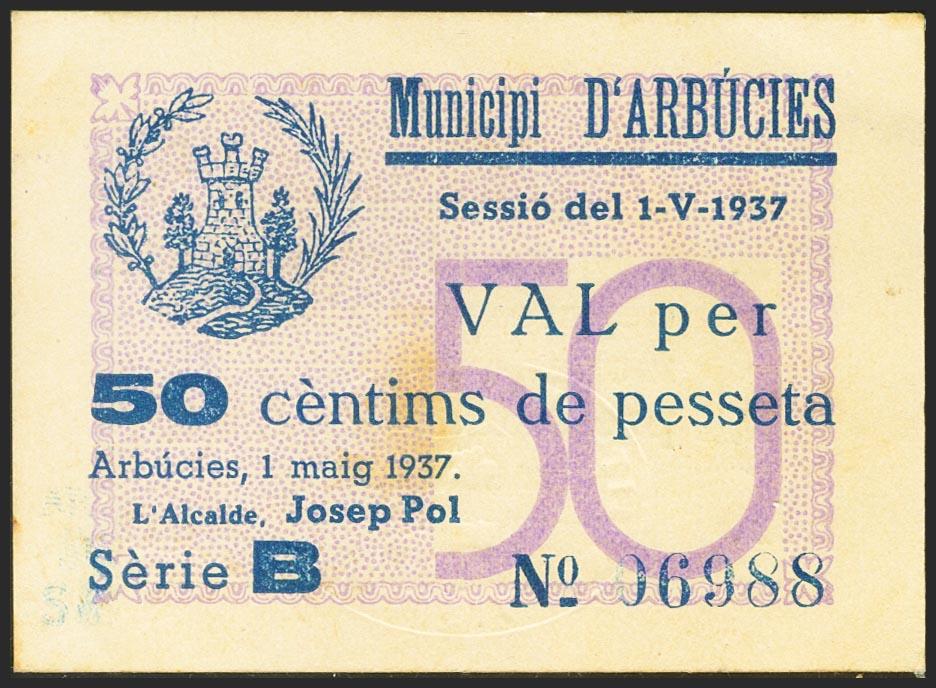 Municipi D'ARBÚCIES
Sessió del 1-V-1937
50
VAL per
50 cèntims de pesseta
Arbúcies, 1 maig 1937.
L'Alcalde, Josep Pol
Sèrie B
Nº 06988